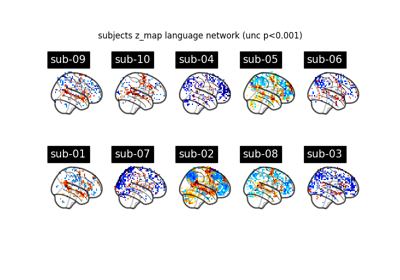 subjects z_map language network (unc p<0.001)
sub-09 sub-10 sub-04 sub-05 sub-06
sub-01 sub-07 sub-02 sub-08 sub-03